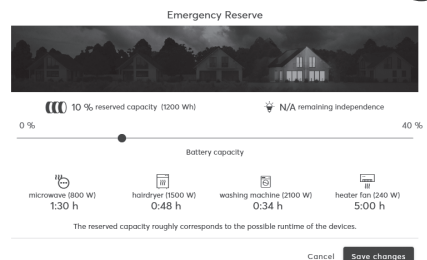 Emergency Reserve
10 % reserved capacity (1200 Wh)
N/A remaining independence
0 %
40 %
Battery capacity
microwave (800 W)
1:30 h
hairdryer (1500 W)
0:48 h
washing machine (2100 W)
0:34 h
heater fan (240 W)
5:00 h
The reserved capacity roughly corresponds to the possible runtime of the devices.
Cancel
Save changes